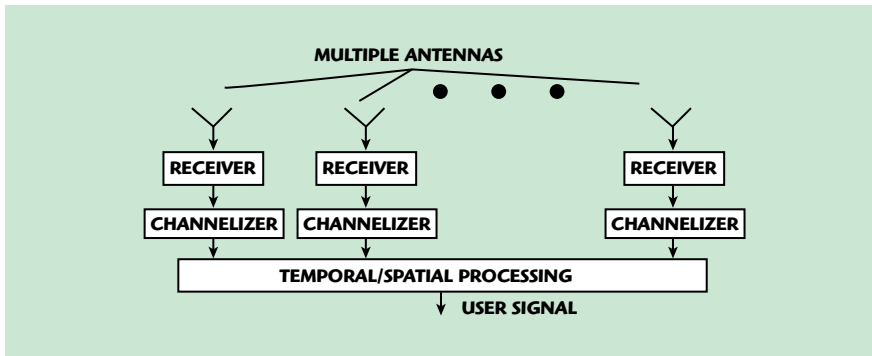 MULTIPLE ANTENNAS
RECEIVER
RECEIVER
RECEIVER
CHANNELIZER
CHANNELIZER
CHANNELIZER
TEMPORAL/SPATIAL PROCESSING
USER SIGNAL